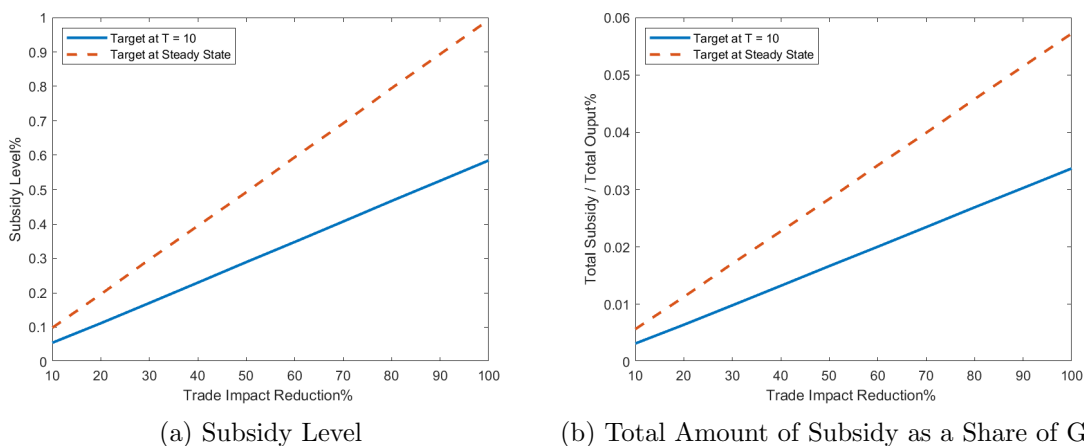 1
0.9
0.8
0.7
0.6
0.5
0.4
0.3
0.2
0.1
0
Subsidy Level%
Target at T = 10
Target at Steady State
10 20 30 40 50 60 70 80 90 100
Trade Impact Reduction%
(a) Subsidy Level
0.06
0.05
0.04
0.03
0.02
0.01
0
Total Subsidy / Total Ouput%
Target at T = 10
Target at Steady State
10 20 30 40 50 60 70 80 90 100
Trade Impact Reduction%
(b) Total Amount of Subsidy as a Share of G